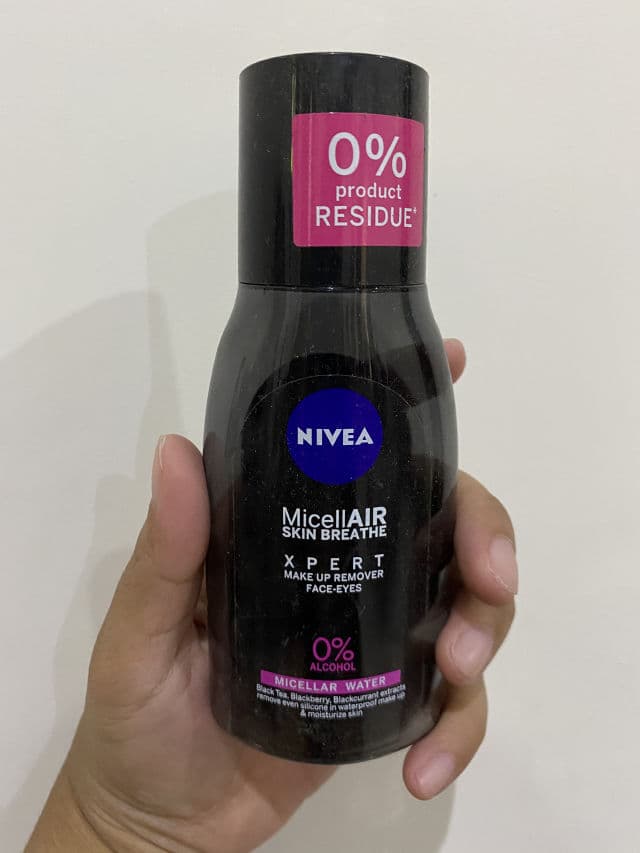 0%
product
RESIDUE*
NIVEA
MicellAIR
SKIN BREATHE
XPERT
MAKE UP REMOVER
FACE-EYES
0%
ALCOHOL
MICELLAR WATER
Black Tea, Blackberry, Blackcurrant extracts
remove even silicone in waterproof make up
& moisturize skin